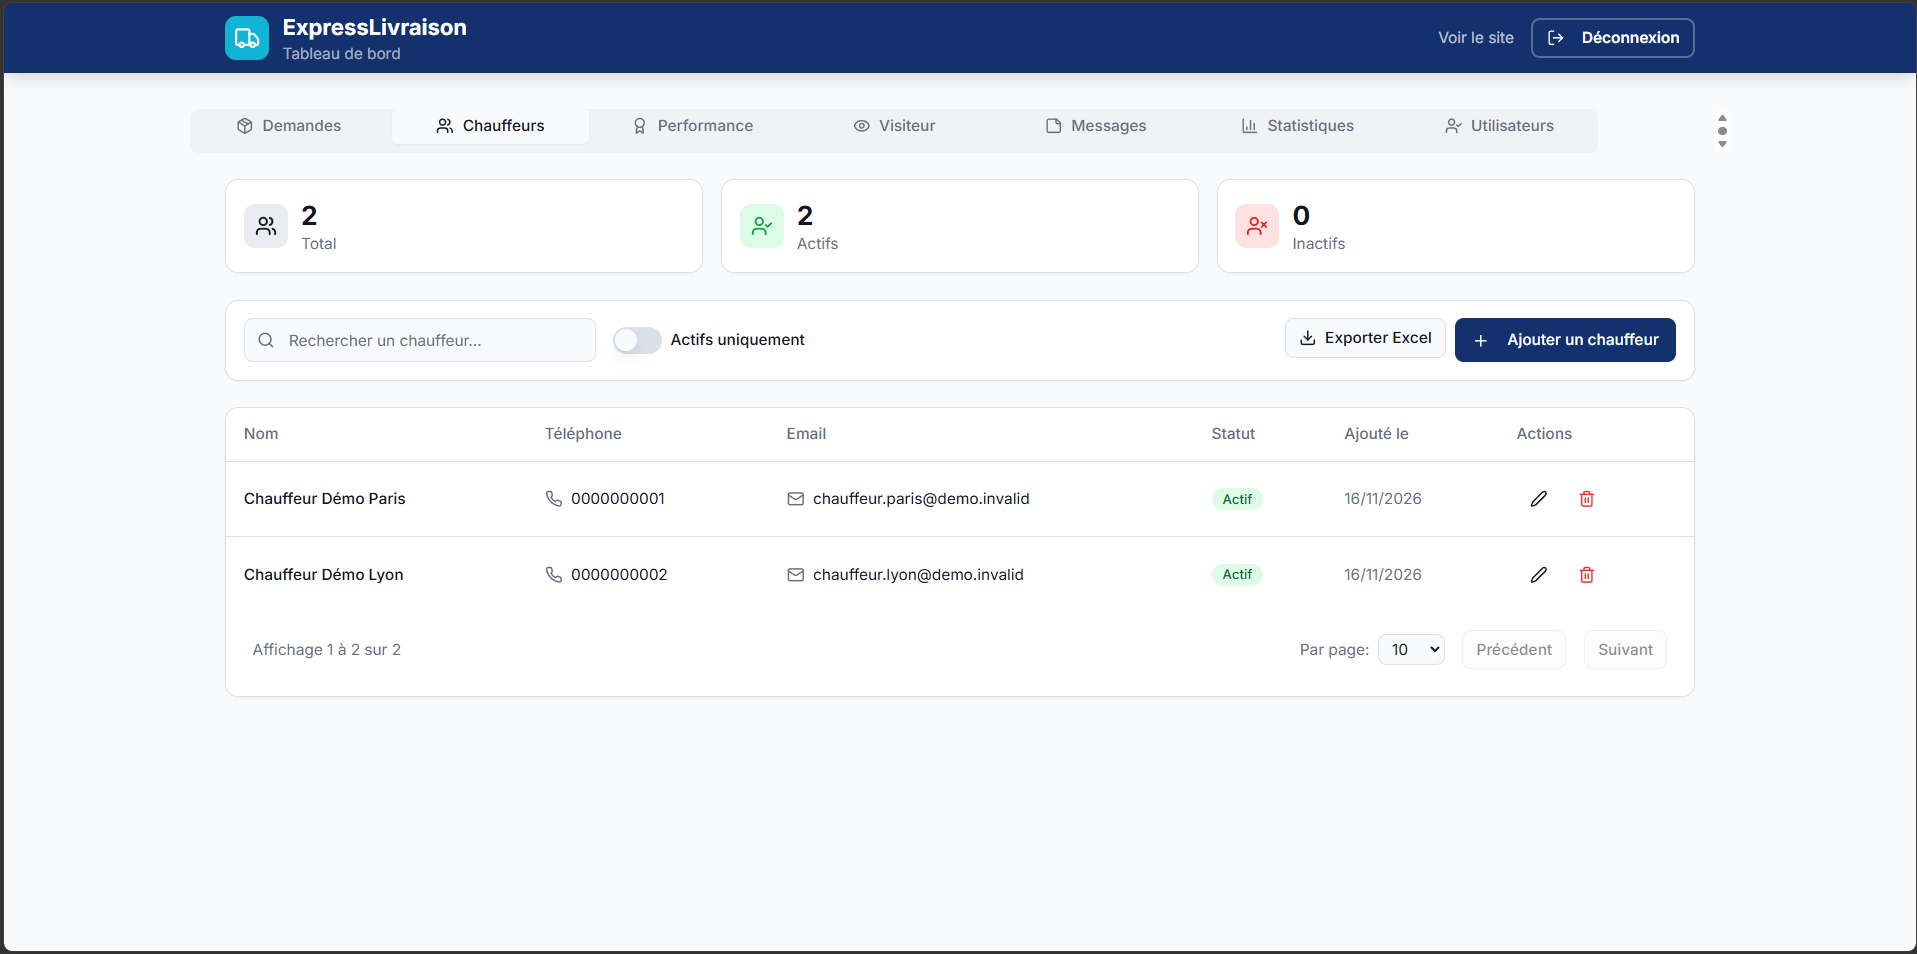 ExpressLivraison
Tableau de bord
Voir le site
Déconnexion
Demandes
Chauffeurs
Performance
Visiteur
Messages
Statistiques
Utilisateurs
2
Total
2
Actifs
0
Inactifs
Rechercher un chauffeur...
Actifs uniquement
Exporter Excel
Ajouter un chauffeur
Nom Téléphone Email Statut Ajouté le Actions
Chauffeur Démo Paris 0000000001 chauffeur.paris@demo.invalid Actif 16/11/2026
Chauffeur Démo Lyon 0000000002 chauffeur.lyon@demo.invalid Actif 16/11/2026
Affichage 1 à 2 sur 2
Par page: 10
Précédent
Suivant